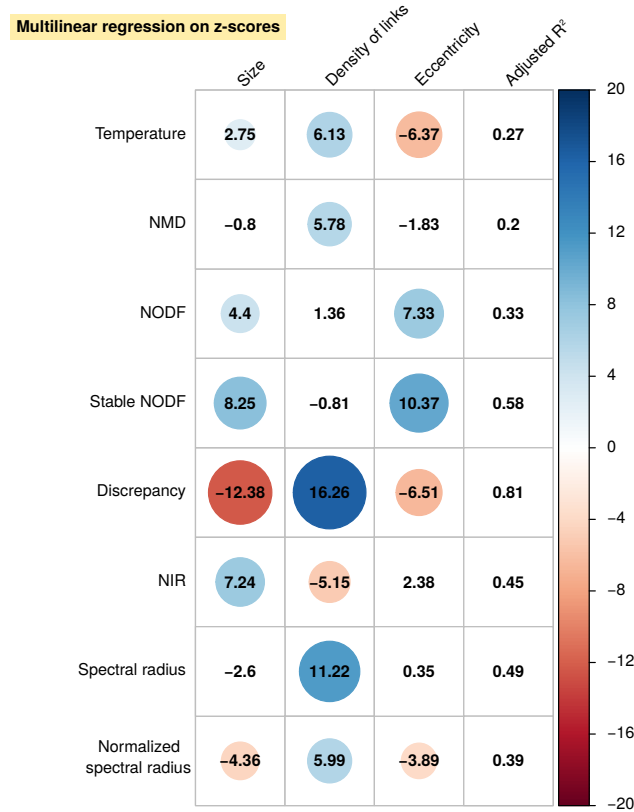 Multilinear regression on z-scores
Size Density of links Eccentricity Adjusted R²
Temperature 2.75 6.13 −6.37 0.27
NMD −0.8 5.78 −1.83 0.2
NODF 4.4 1.36 7.33 0.33
Stable NODF 8.25 −0.81 10.37 0.58
Discrepancy −12.38 16.26 −6.51 0.81
NIR 7.24 −5.15 2.38 0.45
Spectral radius −2.6 11.22 0.35 0.49
Normalized
spectral radius −4.36 5.99 −3.89 0.39
20
16
12
8
4
0
−4
−8
−12
−16
−20